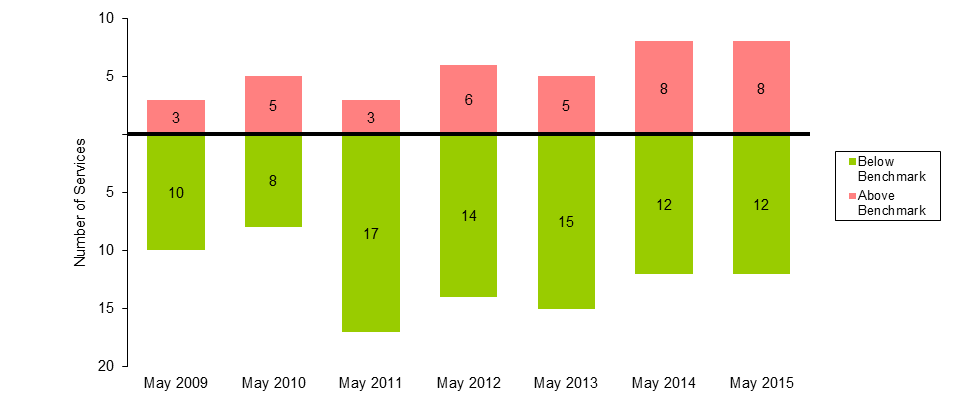 10
5
5
10
15
20
Number of Services
3
5
3
6
5
8
8
10
8
17
14
15
12
12
May 2009
May 2010
May 2011
May 2012
May 2013
May 2014
May 2015
Below
Benchmark
Above
Benchmark